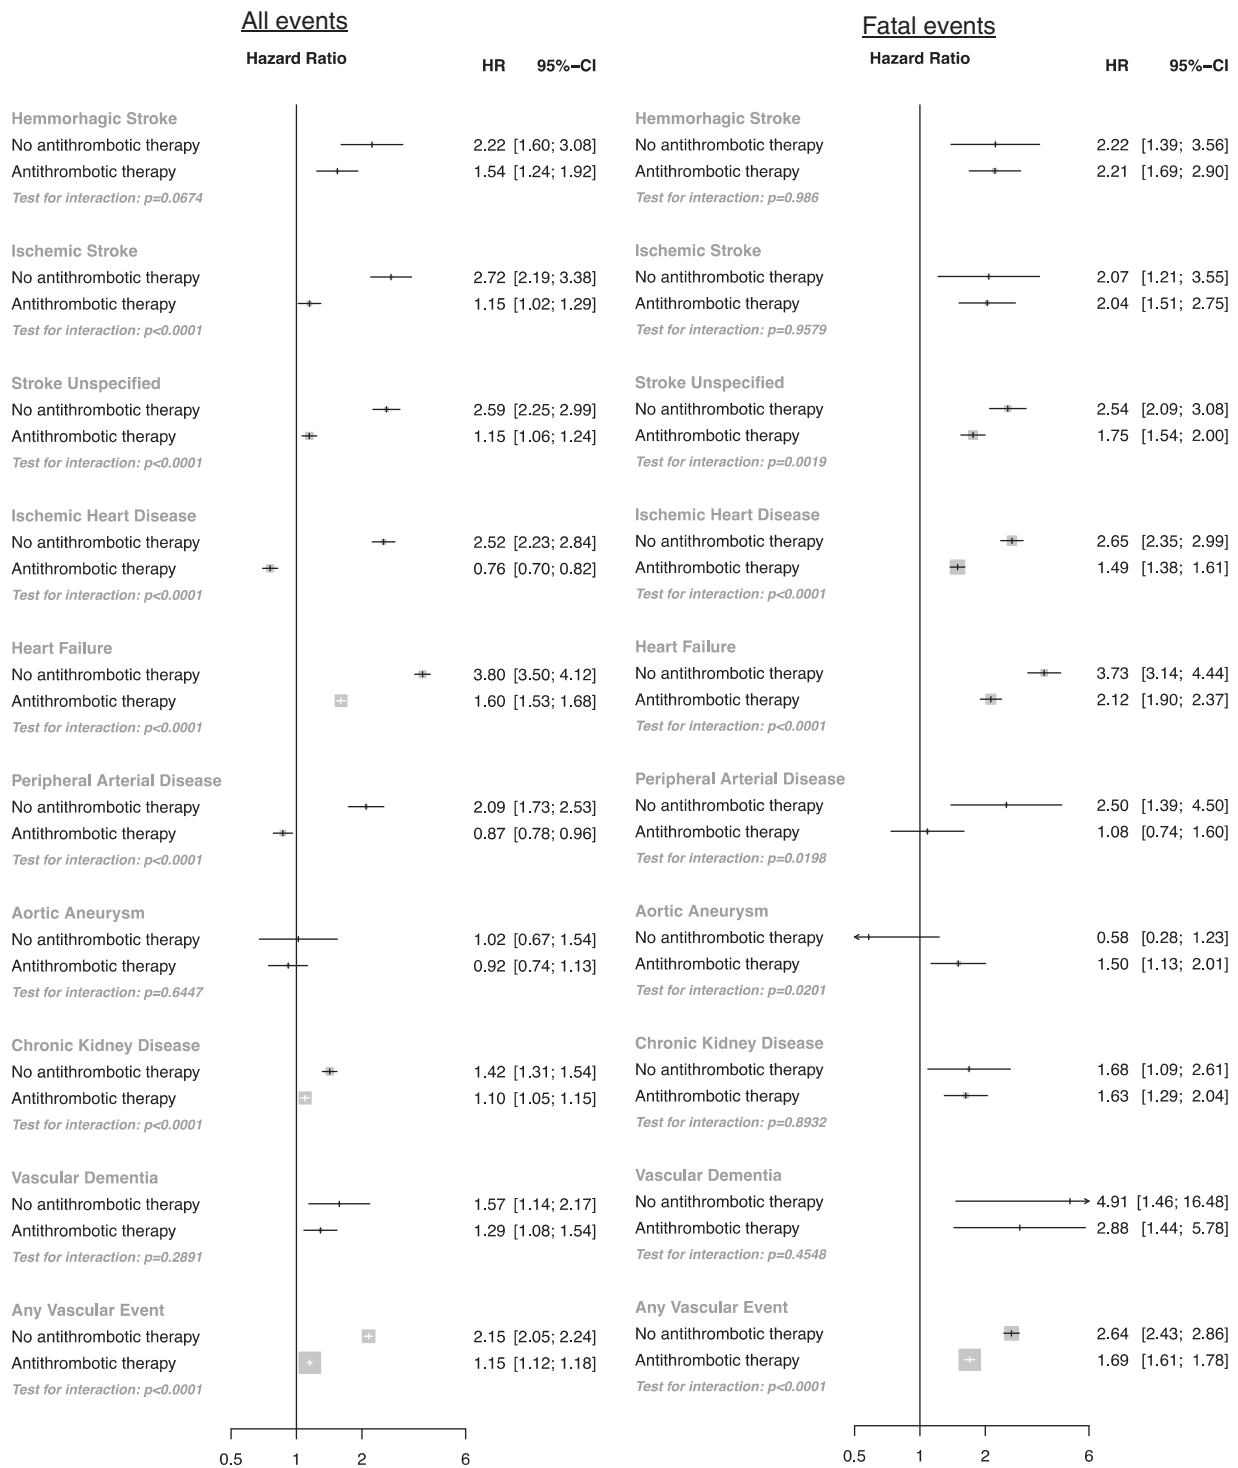 All events
Hazard Ratio HR 95%–CI
Hemmorhagic Stroke
No antithrombotic therapy 2.22 [1.60; 3.08]
Antithrombotic therapy 1.54 [1.24; 1.92]
Test for interaction: p=0.0674
Ischemic Stroke
No antithrombotic therapy 2.72 [2.19; 3.38]
Antithrombotic therapy 1.15 [1.02; 1.29]
Test for interaction: p<0.0001
Stroke Unspecified
No antithrombotic therapy 2.59 [2.25; 2.99]
Antithrombotic therapy 1.15 [1.06; 1.24]
Test for interaction: p<0.0001
Ischemic Heart Disease
No antithrombotic therapy 2.52 [2.23; 2.84]
Antithrombotic therapy 0.76 [0.70; 0.82]
Test for interaction: p<0.0001
Heart Failure
No antithrombotic therapy 3.80 [3.50; 4.12]
Antithrombotic therapy 1.60 [1.53; 1.68]
Test for interaction: p<0.0001
Peripheral Arterial Disease
No antithrombotic therapy 2.09 [1.73; 2.53]
Antithrombotic therapy 0.87 [0.78; 0.96]
Test for interaction: p<0.0001
Aortic Aneurysm
No antithrombotic therapy 1.02 [0.67; 1.54]
Antithrombotic therapy 0.92 [0.74; 1.13]
Test for interaction: p=0.6447
Chronic Kidney Disease
No antithrombotic therapy 1.42 [1.31; 1.54]
Antithrombotic therapy 1.10 [1.05; 1.15]
Test for interaction: p<0.0001
Vascular Dementia
No antithrombotic therapy 1.57 [1.14; 2.17]
Antithrombotic therapy 1.29 [1.08; 1.54]
Test for interaction: p=0.2891
Any Vascular Event
No antithrombotic therapy 2.15 [2.05; 2.24]
Antithrombotic therapy 1.15 [1.12; 1.18]
Test for interaction: p<0.0001
0.5 1 2 6
Fatal events
Hazard Ratio HR 95%–CI
Hemmorhagic Stroke
No antithrombotic therapy 2.22 [1.39; 3.56]
Antithrombotic therapy 2.21 [1.69; 2.90]
Test for interaction: p=0.986
Ischemic Stroke
No antithrombotic therapy 2.07 [1.21; 3.55]
Antithrombotic therapy 2.04 [1.51; 2.75]
Test for interaction: p=0.9579
Stroke Unspecified
No antithrombotic therapy 2.54 [2.09; 3.08]
Antithrombotic therapy 1.75 [1.54; 2.00]
Test for interaction: p=0.0019
Ischemic Heart Disease
No antithrombotic therapy 2.65 [2.35; 2.99]
Antithrombotic therapy 1.49 [1.38; 1.61]
Test for interaction: p<0.0001
Heart Failure
No antithrombotic therapy 3.73 [3.14; 4.44]
Antithrombotic therapy 2.12 [1.90; 2.37]
Test for interaction: p<0.0001
Peripheral Arterial Disease
No antithrombotic therapy 2.50 [1.39; 4.50]
Antithrombotic therapy 1.08 [0.74; 1.60]
Test for interaction: p=0.0198
Aortic Aneurysm
No antithrombotic therapy 0.58 [0.28; 1.23]
Antithrombotic therapy 1.50 [1.13; 2.01]
Test for interaction: p=0.0201
Chronic Kidney Disease
No antithrombotic therapy 1.68 [1.09; 2.61]
Antithrombotic therapy 1.63 [1.29; 2.04]
Test for interaction: p=0.8932
Vascular Dementia
No antithrombotic therapy 4.91 [1.46; 16.48]
Antithrombotic therapy 2.88 [1.44; 5.78]
Test for interaction: p=0.4548
Any Vascular Event
No antithrombotic therapy 2.64 [2.43; 2.86]
Antithrombotic therapy 1.69 [1.61; 1.78]
Test for interaction: p<0.0001
0.5 1 2 6